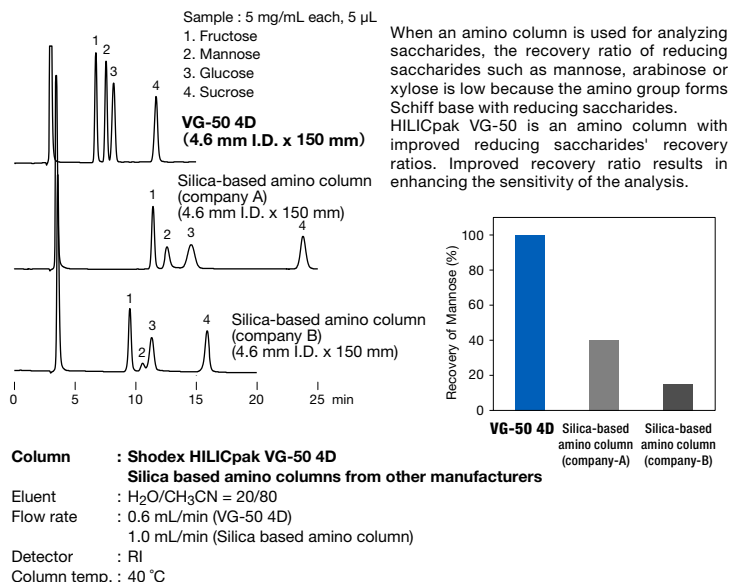 Sample : 5 mg/mL each, 5 µL
1. Fructose
2. Mannose
3. Glucose
4. Sucrose
VG-50 4D
(4.6 mm I.D. x 150 mm)
1
2
3
4
Silica-based amino column
(company A)
(4.6 mm I.D. x 150 mm)
1
2
3
4
Silica-based amino column
(company B)
(4.6 mm I.D. x 150 mm)
1
2
3
4
0 5 10 15 20 25 min
When an amino column is used for analyzing
saccharides, the recovery ratio of reducing
saccharides such as mannose, arabinose or
xylose is low because the amino group forms
Schiff base with reducing saccharides.
HILICpak VG-50 is an amino column with
improved reducing saccharides' recovery
ratios. Improved recovery ratio results in
enhancing the sensitivity of the analysis.
Recovery of Mannose (%)
100
80
60
40
20
0
VG-50 4D Silica-based Silica-based
amino column amino column
(company-A) (company-B)
Column : Shodex HILICpak VG-50 4D
Silica based amino columns from other manufacturers
Eluent : H₂O/CH₃CN = 20/80
Flow rate : 0.6 mL/min (VG-50 4D)
1.0 mL/min (Silica based amino column)
Detector : RI
Column temp. : 40 °C